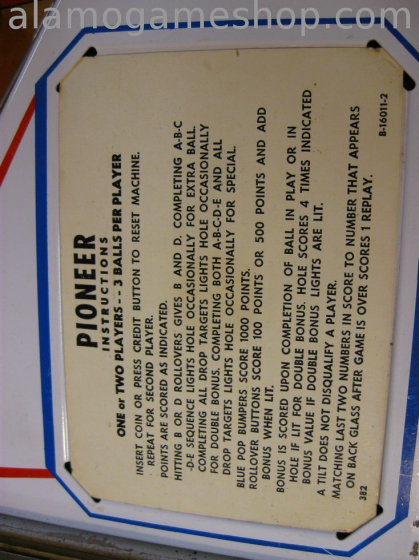 alamogameshop.com
PIONEER
INSTRUCTIONS
ONE or TWO PLAYERS -- 3 BALLS PER PLAYER
INSERT COIN OR PRESS CREDIT BUTTON TO RESET MACHINE.
REPEAT FOR SECOND PLAYER.
POINTS ARE SCORED AS INDICATED.
HITTING B OR D ROLLOVERS GIVES B AND D. COMPLETING A-B-C
-D-E SEQUENCE LIGHTS HOLE OCCASIONALLY FOR EXTRA BALL.
COMPLETING ALL DROP TARGETS LIGHTS HOLE OCCASIONALLY
FOR DOUBLE BONUS. COMPLETING BOTH A-B-C-D-E AND ALL
DROP TARGETS LIGHTS HOLE OCCASIONALLY FOR SPECIAL.
BLUE POP BUMPERS SCORE 1000 POINTS.
ROLLOVER BUTTONS SCORE 100 POINTS OR 500 POINTS AND ADD
BONUS WHEN LIT.
BONUS IS SCORED UPON COMPLETION OF BALL IN PLAY OR IN
HOLE IF LIT FOR DOUBLE BONUS. HOLE SCORES 4 TIMES INDICATED
BONUS VALUE IF DOUBLE BONUS LIGHTS ARE LIT.
A TILT DOES NOT DISQUALIFY A PLAYER.
MATCHING LAST TWO NUMBERS IN SCORE TO NUMBER THAT APPEARS
ON BACK GLASS AFTER GAME IS OVER SCORES 1 REPLAY.
382
B-16011-2